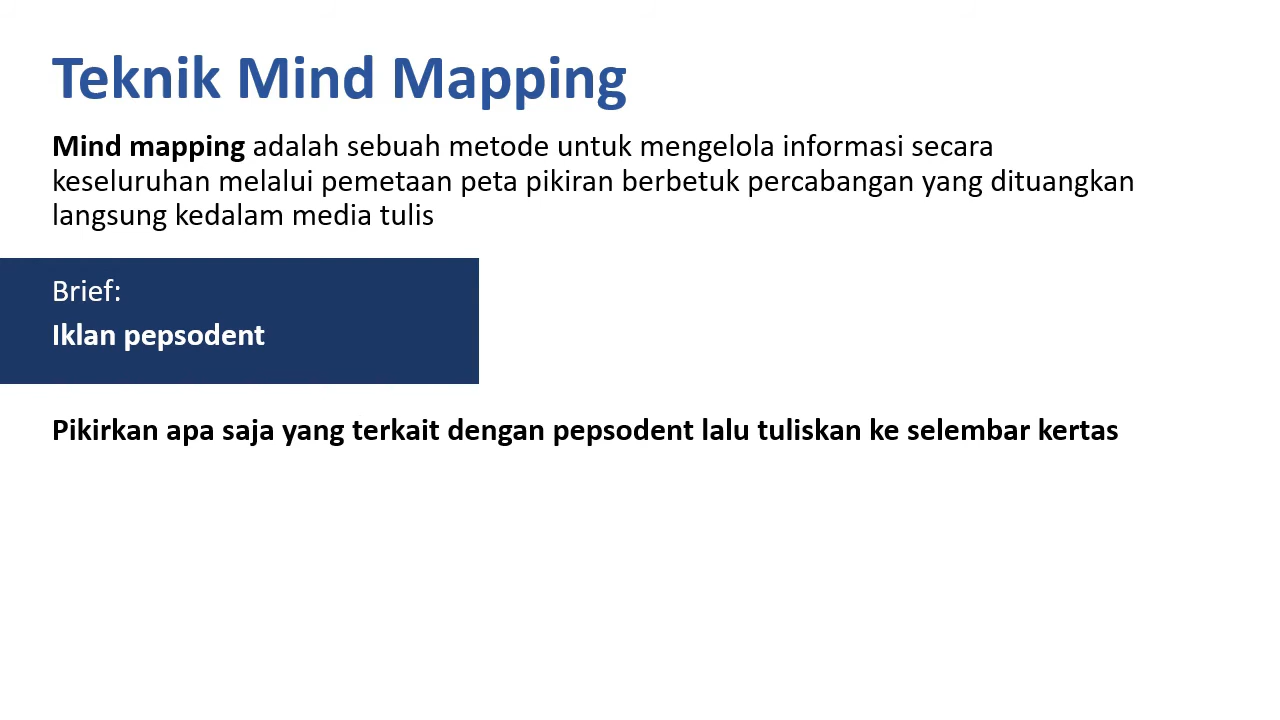 Teknik Mind Mapping
Mind mapping adalah sebuah metode untuk mengelola informasi secara
keseluruhan melalui pemetaan peta pikiran berbetuk percabangan yang dituangkan
langsung kedalam media tulis
Brief:
Iklan pepsodent
Pikirkan apa saja yang terkait dengan pepsodent lalu tuliskan ke selembar kertas